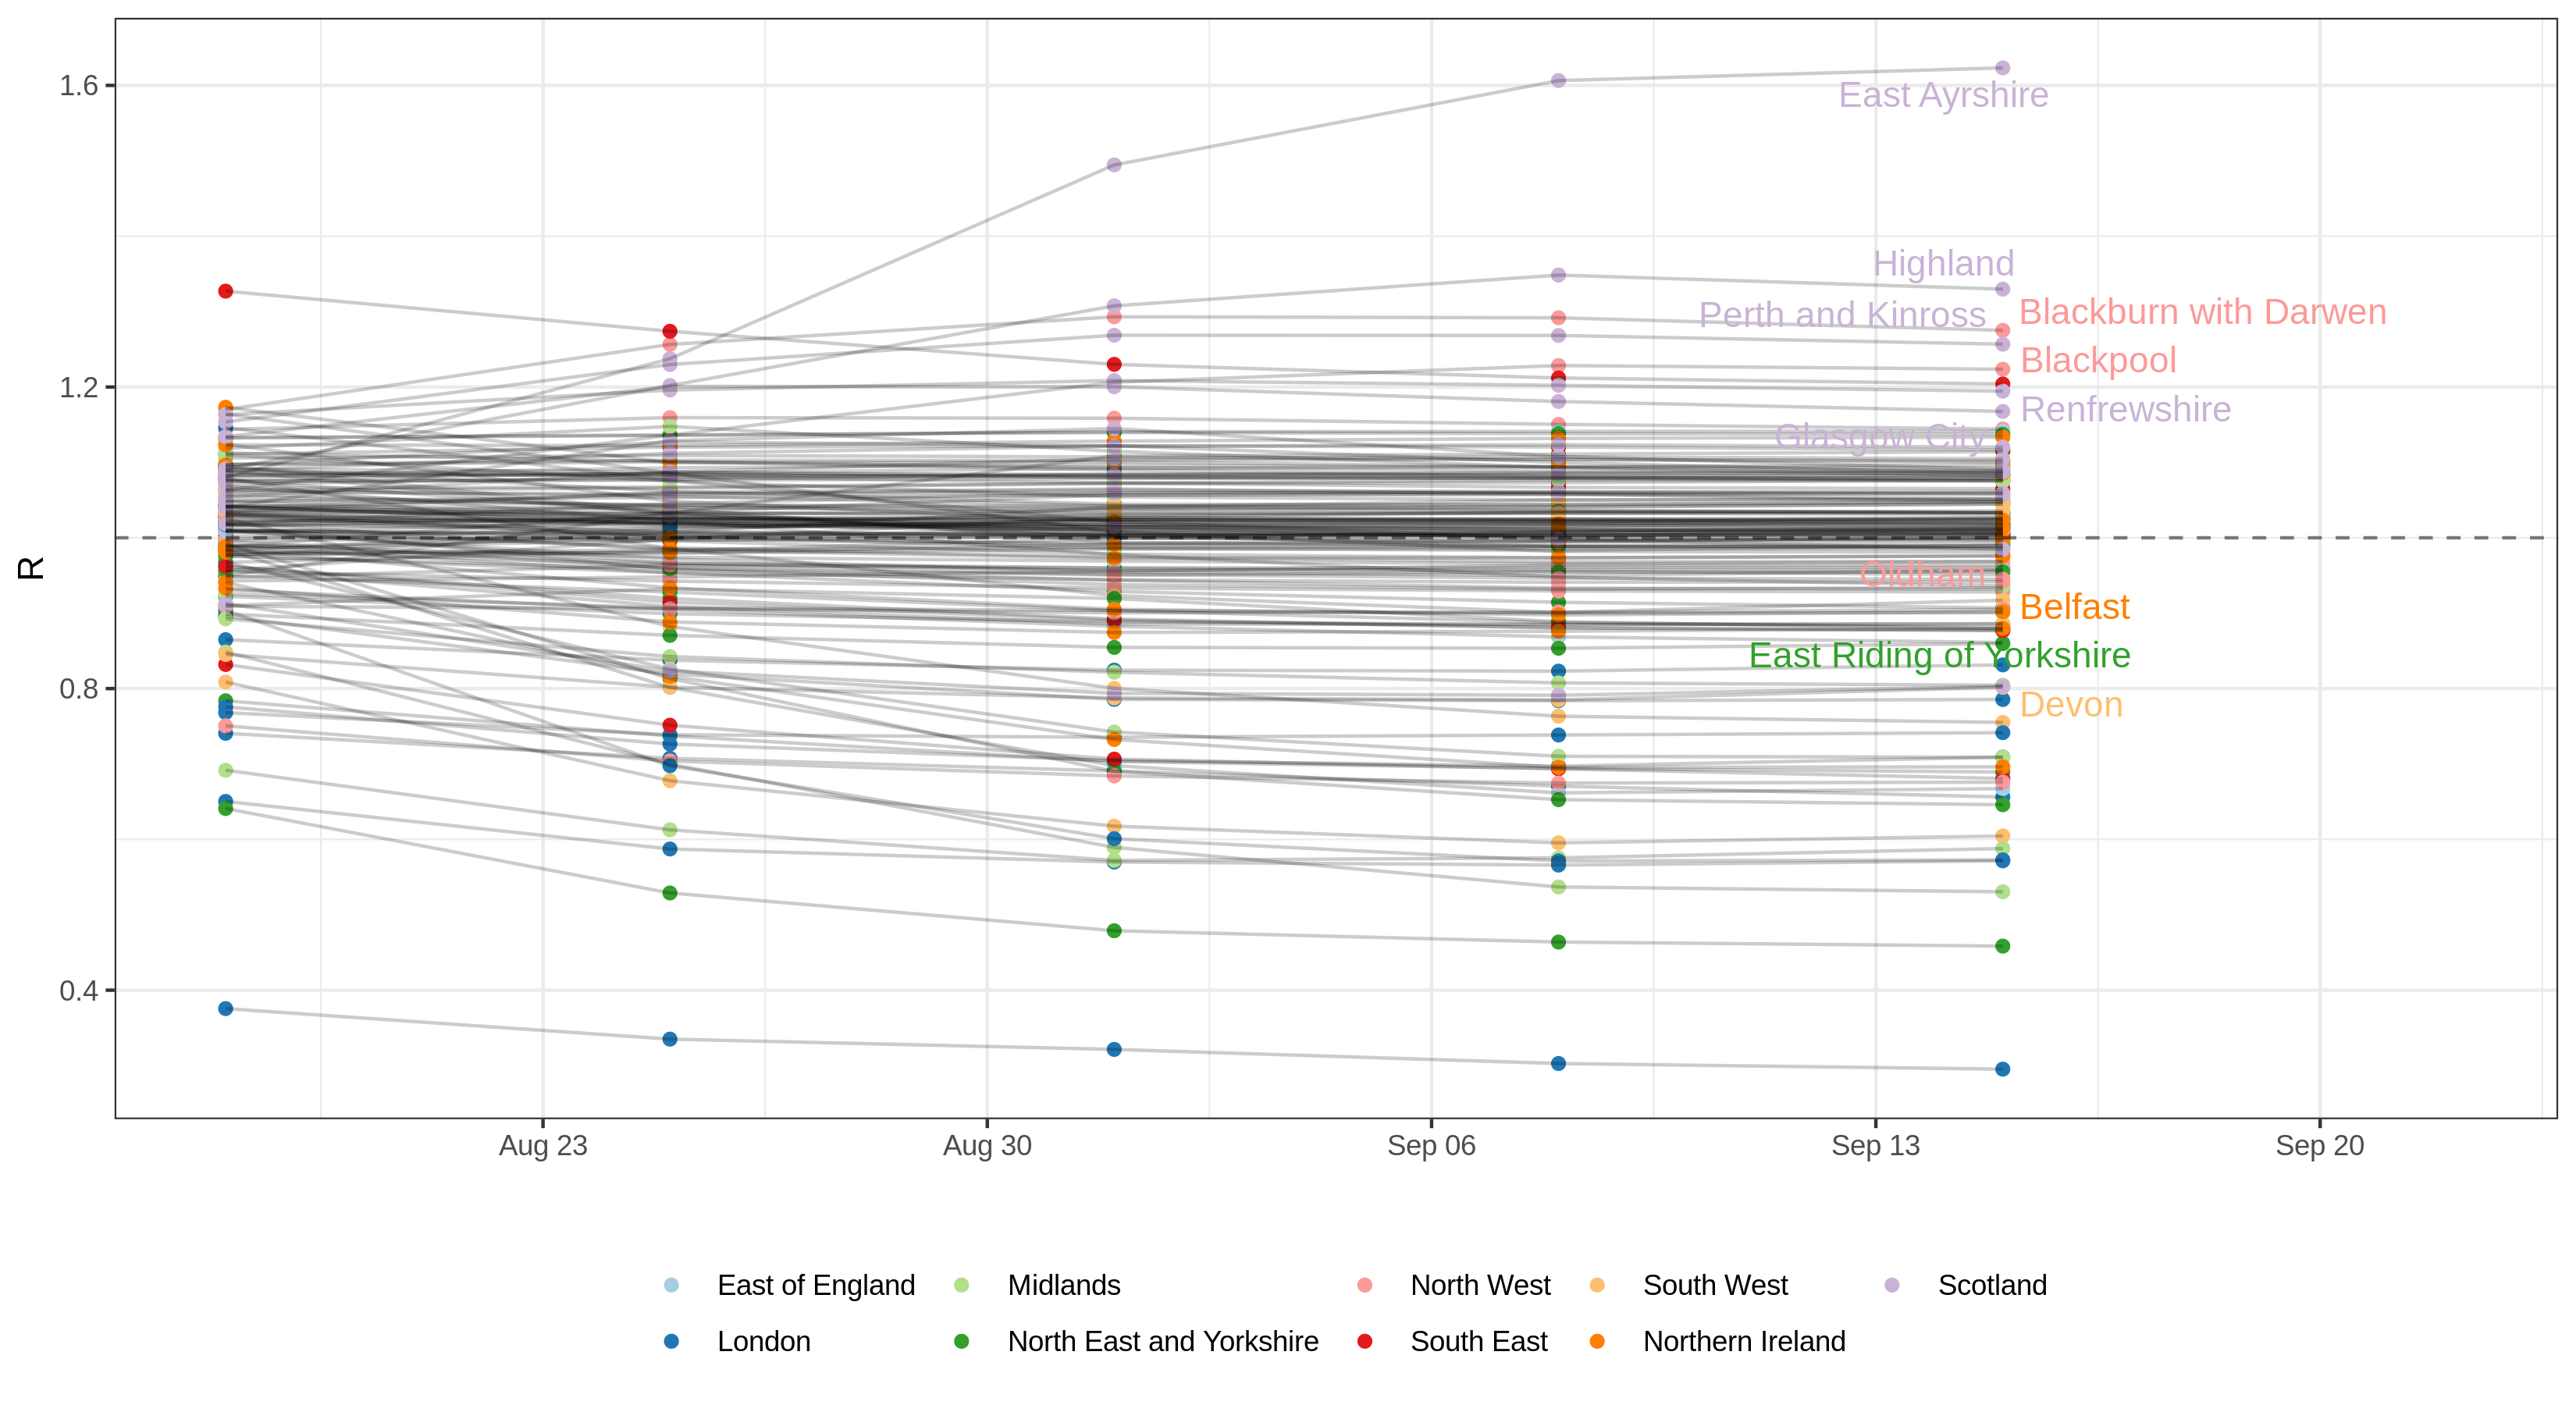 1.6
East Ayrshire
Highland
Perth and Kinross
Blackburn with Darwen
Blackpool
1.2
Renfrewshire
Glasgow City
R
Oldham
Belfast
East Riding of Yorkshire
0.8
Devon
0.4
Aug 23 Aug 30 Sep 06 Sep 13 Sep 20
East of England Midlands North West South West Scotland
London North East and Yorkshire South East Northern Ireland